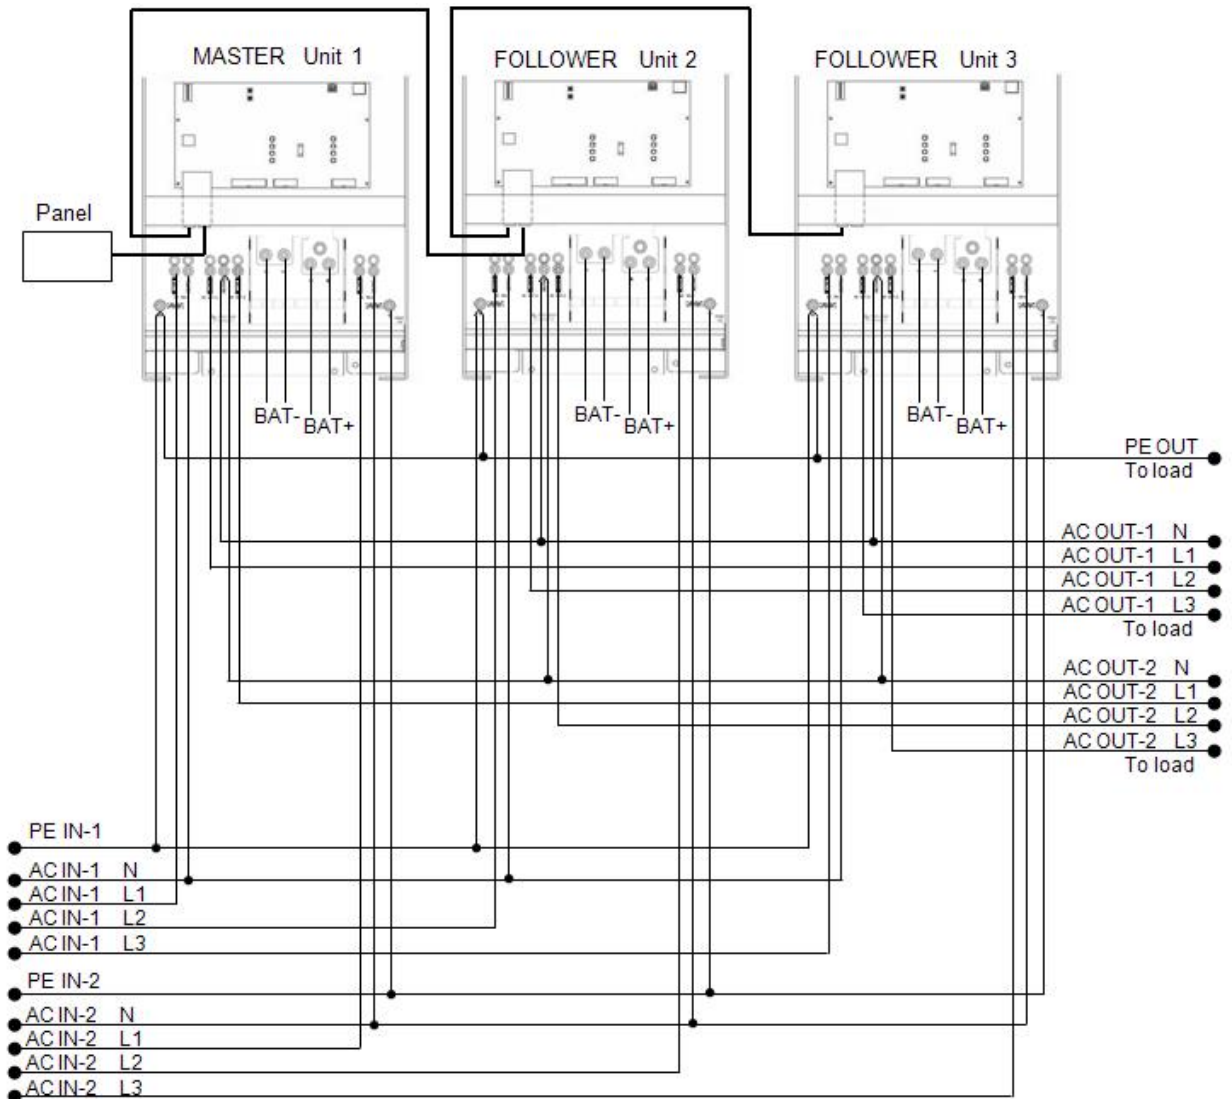 MASTER Unit 1
FOLLOWER Unit 2
FOLLOWER Unit 3
Panel
BAT-
BAT+
BAT-
BAT+
BAT-
BAT+
PE OUT
To load
AC OUT-1 N
AC OUT-1 L1
AC OUT-1 L2
AC OUT-1 L3
To load
AC OUT-2 N
AC OUT-2 L1
AC OUT-2 L2
AC OUT-2 L3
To load
PE IN-1
AC IN-1 N
AC IN-1 L1
AC IN-1 L2
AC IN-1 L3
PE IN-2
AC IN-2 N
AC IN-2 L1
AC IN-2 L2
AC IN-2 L3